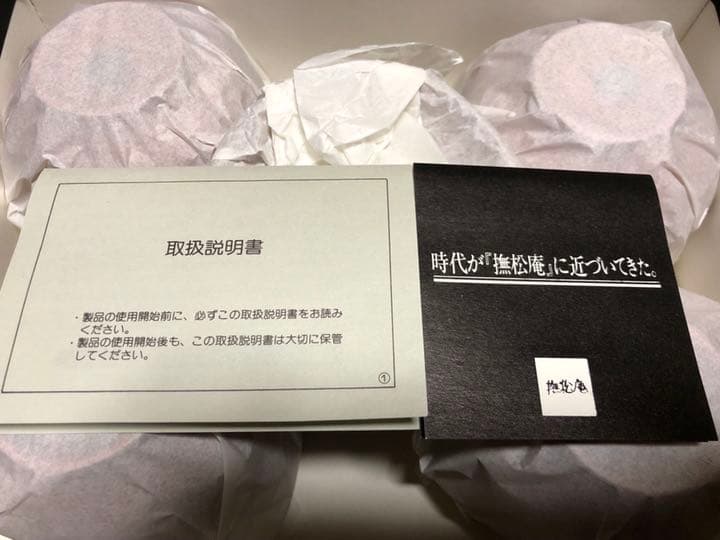 取扱説明書
・製品の使用開始前に、必ずこの取扱説明書をお読み
ください。
・製品の使用開始後も、この取扱説明書は大切に保管
してください。
①
時代が『撫松庵』に近づいてきた。
撫松庵